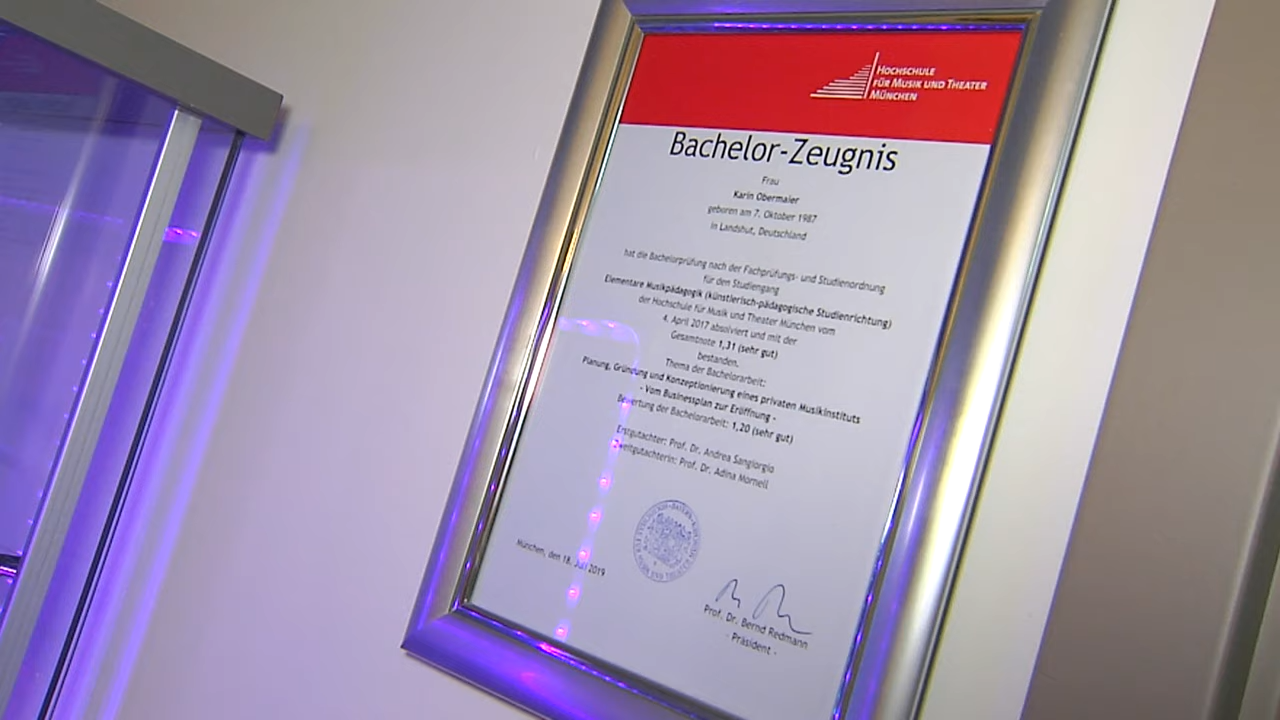 HOCHSCHULE
FÜR MUSIK UND THEATER
MÜNCHEN
Bachelor-Zeugnis
Frau
Karin Obermaier
geboren am 7. Oktober 1987
in Landshut, Deutschland
hat die Bachelorprüfung nach der Fachprüfungs- und Studienordnung
für den Studiengang
Elementare Musikpädagogik (künstlerisch-pädagogische Studienrichtung)
der Hochschule für Musik und Theater München vom
4. April 2017 absolviert und mit der
Gesamtnote 1,31 (sehr gut)
bestanden.
Thema der Bachelorarbeit:
Planung, Gründung und Konzeptionierung eines privaten Musikinstituts
- Vom Businessplan zur Eröffnung -
Bewertung der Bachelorarbeit: 1,20 (sehr gut)
Erstgutachter: Prof. Dr. Andrea Sangiorgio
Zweitgutachterin: Prof. Dr. Adina Mornell
München, den 18. Juli 2019
Prof. Dr. Bernd Redmann
- Präsident -